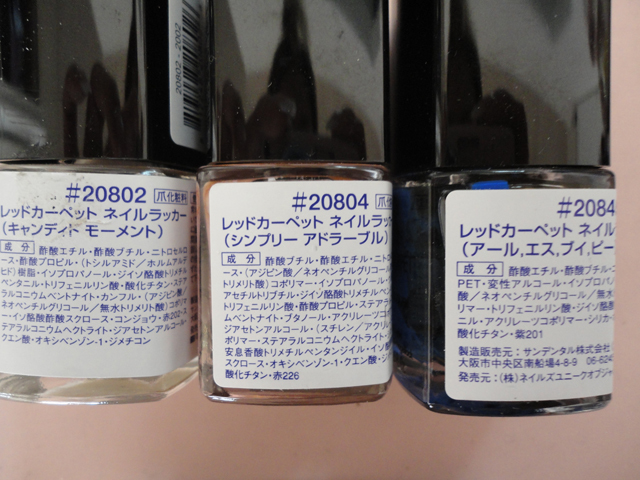 20802 - 2002
#20802 爪化粧料
レッドカーペット ネイルラッカー
(キャンディド モーメント)
成分 酢酸エチル・酢酸ブチル・ニトロセルロ
ース・酢酸プロピル・(トシルアミド/ホルムアルデ
ヒド)樹脂・イソプロパノール・ジイソ酪酸トリメチル
ペンタニル・トリフェニルリン酸・酸化チタン・ステア
ラルコニウムベントナイト・カンフル・(アジピン酸/
ネオペンチルグリコール/無水トリメリト酸)コポリマ
ー・イソ酪酸酢酸スクロース・コンジョウ・赤202・ス
テアラルコニウムヘクトライト・ジアセトンアルコール・
クエン酸・オキシベンゾン-1・ジメチコン
#20804 爪化
レッドカーペット ネイルラッカ
(シンプリー アドラーブル)
成分 酢酸ブチル・酢酸エチル・ニトロセル
ロース・(アジピン酸/ネオペンチルグリコール/
トリメリト酸)コポリマー・イソプロパノール・
アセチルトリブチル・ジイソ酪酸トリメチルペ
トリフェニルリン酸・酢酸プロピル・ステアラル
ムベントナイト・ブタノール・アクリレーツコ
ジアセトンアルコール・(スチレン/アクリレ
ポリマー・ステアラルコニウムヘクトライト・
安息香酸トリメチルペンタンジイル・イソ酪
スクロース・オキシベンゾン-1・クエン酸・ジ
酸化チタン・赤226
#2084
レッドカーペット ネイル
(アール,エス,ブイ,ピー
成分 酢酸エチル・酢酸ブチル・ニ
PET・変性アルコール・イソプロパノ
酸/ネオペンチルグリコール/無水
リマー・トリフェニルリン酸・ジイソ
ニル・アクリレーツコポリマー・シリカ・
酸化チタン・紫201
製造販売元:サンデンタル株式会社
大阪市中央区南船場4-8-9 06-624
発売元:(株)ネイルズユニークオブジャ